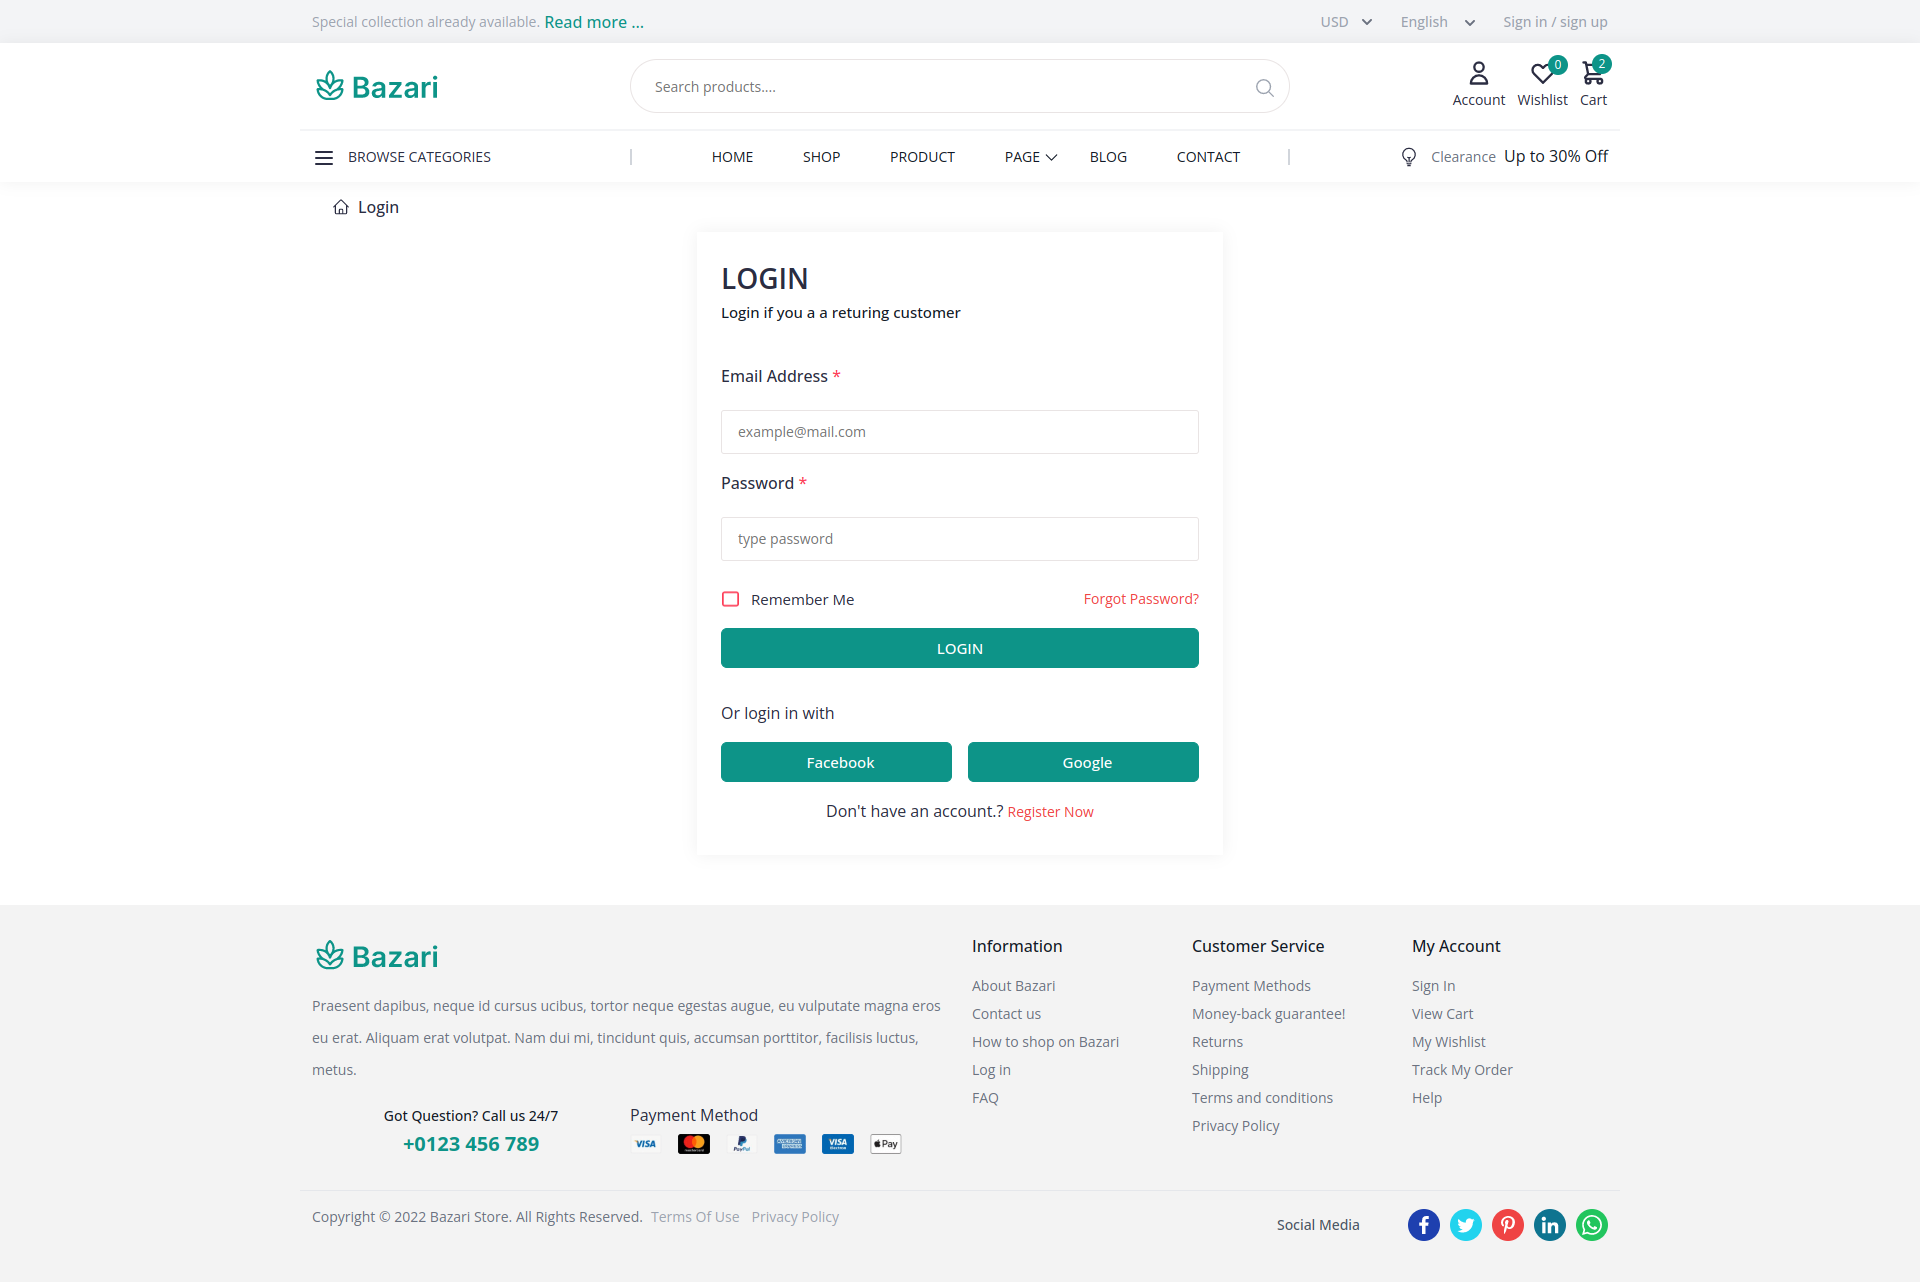 Special collection already available. Read more ...
USD English Sign in / sign up
Bazari
Search products....
0
2
Account Wishlist Cart
BROWSE CATEGORIES
HOME SHOP PRODUCT PAGE BLOG CONTACT
Clearance Up to 30% Off
Login
LOGIN
Login if you a a returing customer
Email Address *
example@mail.com
Password *
type password
Remember Me Forgot Password?
LOGIN
Or login in with
Facebook Google
Don't have an account.? Register Now
Bazari
Praesent dapibus, neque id cursus ucibus, tortor neque egestas augue, eu vulputate magna eros
eu erat. Aliquam erat volutpat. Nam dui mi, tincidunt quis, accumsan porttitor, facilisis luctus,
metus.
Got Question? Call us 24/7
+0123 456 789
Payment Method
VISA
PayPal
VISA
Pay
Information
About Bazari
Contact us
How to shop on Bazari
Log in
FAQ
Customer Service
Payment Methods
Money-back guarantee!
Returns
Shipping
Terms and conditions
Privacy Policy
My Account
Sign In
View Cart
My Wishlist
Track My Order
Help
Copyright © 2022 Bazari Store. All Rights Reserved. Terms Of Use Privacy Policy
Social Media